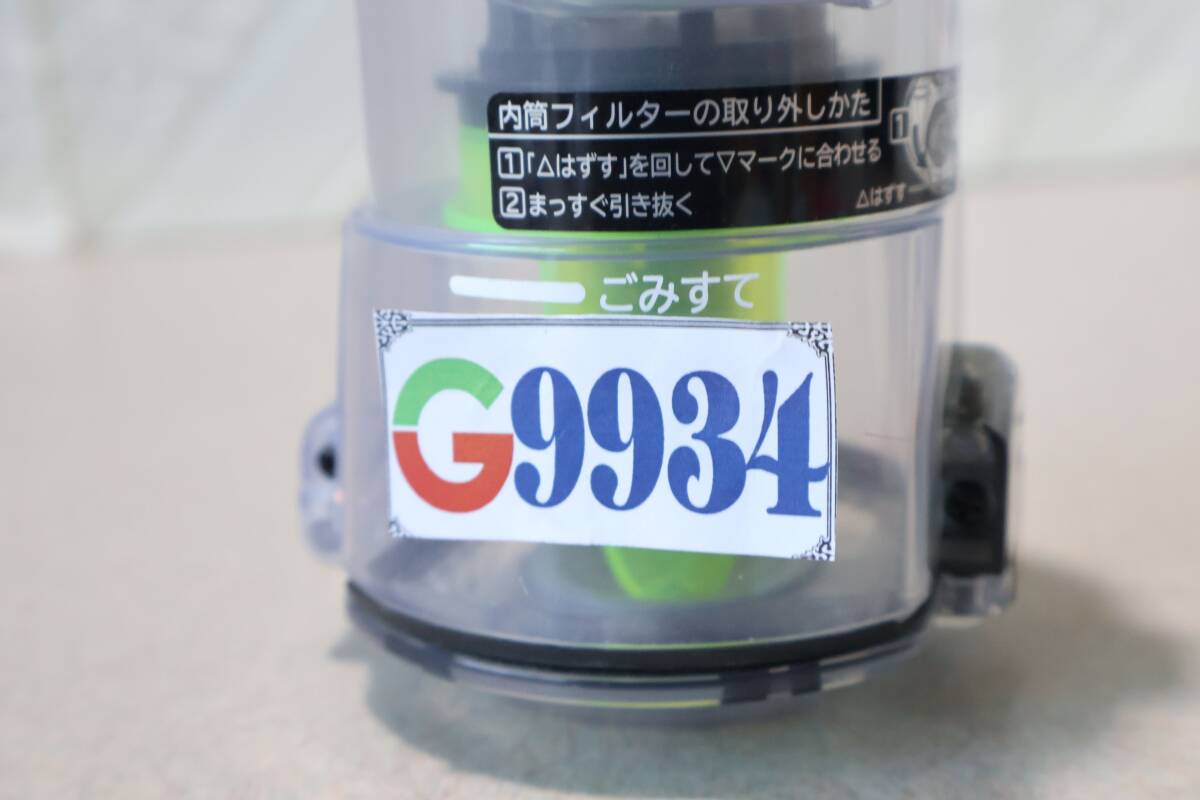 内筒フィルターの取り外しかた
1「△はずす」を回して▽マークに合わせる
2まっすぐ引き抜く
1
△はずす
ごみすて
G9934